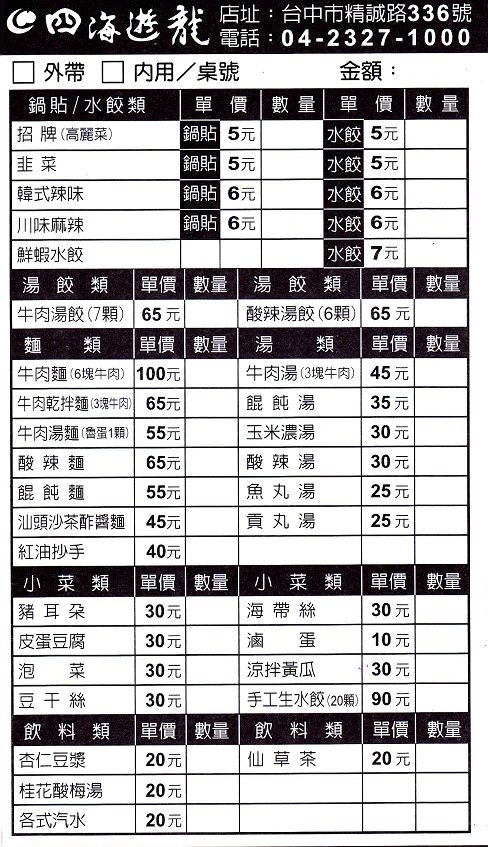 四海遊龍 店址：台中市精誠路336號
電話：04-2327-1000
□ 外帶 □ 內用／桌號 金額：
鍋貼/水餃類 單價 數量 單價 數量
招牌(高麗菜) 鍋貼 5元 水餃 5元
韭菜 鍋貼 5元 水餃 5元
韓式辣味 鍋貼 6元 水餃 6元
川味麻辣 鍋貼 6元 水餃 6元
鮮蝦水餃 水餃 7元
湯餃類 單價 數量 湯餃類 單價 數量
牛肉湯餃(7顆) 65元 酸辣湯餃(6顆) 65元
麵類 單價 數量 湯類 單價 數量
牛肉麵(6塊牛肉) 100元 牛肉湯(3塊牛肉) 45元
牛肉乾拌麵(3塊牛肉) 65元 餛飩湯 35元
牛肉湯麵(魯蛋1顆) 55元 玉米濃湯 30元
酸辣麵 65元 酸辣湯 30元
餛飩麵 55元 魚丸湯 25元
汕頭沙茶酢醬麵 45元 貢丸湯 25元
紅油抄手 40元
小菜類 單價 數量 小菜類 單價 數量
豬耳朵 30元 海帶絲 30元
皮蛋豆腐 30元 滷蛋 10元
泡菜 30元 涼拌黃瓜 30元
豆干絲 30元 手工生水餃(20顆) 90元
飲料類 單價 數量 飲料類 單價 數量
杏仁豆漿 20元 仙草茶 20元
桂花酸梅湯 20元
各式汽水 20元